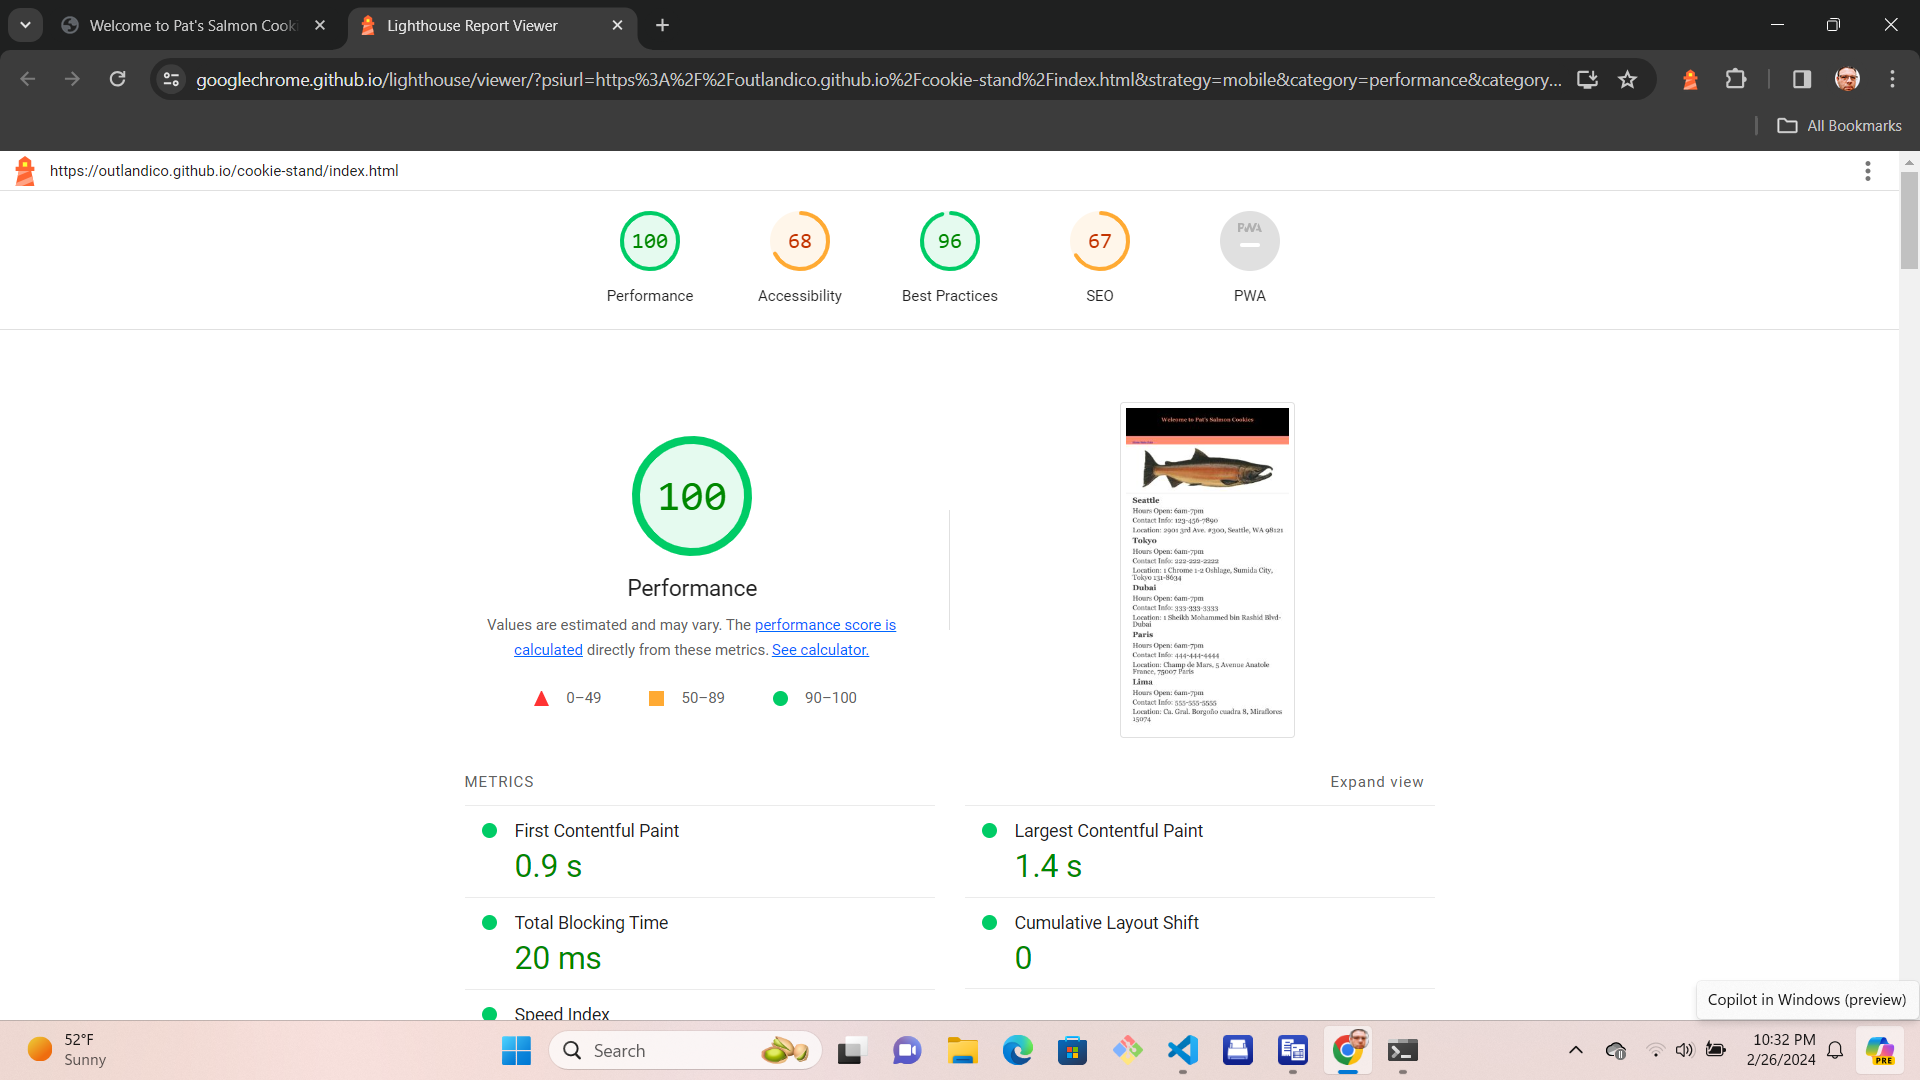 Welcome to Pat's Salmon Cooki
Lighthouse Report Viewer
googlechrome.github.io/lighthouse/viewer/?psiurl=https%3A%2F%2Foutlandico.github.io%2Fcookie-stand%2Findex.html&strategy=mobile&category=performance&category...
All Bookmarks
https://outlandico.github.io/cookie-stand/index.html
100
68
96
67
PWA
Performance
Accessibility
Best Practices
SEO
PWA
100
Performance
Values are estimated and may vary. The performance score is
calculated directly from these metrics. See calculator.
0–49
50–89
90–100
Welcome to Pat's Salmon Cookies
Seattle
Hours Open: 6am-7pm
Contact Info: 123-456-7890
Location: 2901 3rd Ave. #300, Seattle, WA 98121
Tokyo
Hours Open: 6am-7pm
Contact Info: 222-222-2222
Location: 1 Chrome 1-2 Oshiage, Sumida City,
Tokyo 131-8634
Dubai
Hours Open: 6am-7pm
Contact Info: 333-333-3333
Location: 1 Sheikh Mohammed bin Rashid Blvd-
Dubai
Paris
Hours Open: 6am-7pm
Contact Info: 444-444-4444
Location: Champ de Mars, 5 Avenue Anatole
France, 75007 Paris
Lima
Hours Open: 6am-7pm
Contact Info: 555-555-5555
Location: Ca. Gral. Borgoño cuadra 8, Miraflores
15074
METRICS
Expand view
First Contentful Paint
0.9 s
Largest Contentful Paint
1.4 s
Total Blocking Time
20 ms
Cumulative Layout Shift
0
Speed Index
Copilot in Windows (preview)
52°F
Sunny
Search
10:32 PM
2/26/2024
PRE